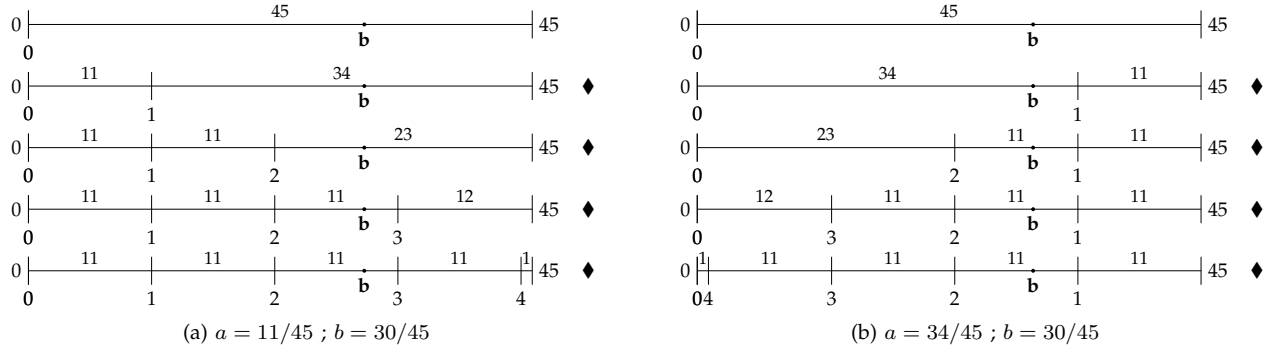 45 45
0 b 45 0 b 45
0 0
11 34 34 11
0 b 45 ♦ 0 b 45 ♦
0 1 0 1
11 11 23 23 11 11
0 b 45 ♦ 0 b 45 ♦
0 1 2 0 2 1
11 11 11 12 12 11 11 11
0 b 45 ♦ 0 b 45 ♦
0 1 2 3 0 3 2 1
11 11 11 11 1 1 11 11 11 11
0 b 45 ♦ 0 b 45 ♦
0 1 2 3 4 0 4 3 2 1
(a) a = 11/45 ; b = 30/45 (b) a = 34/45 ; b = 30/45